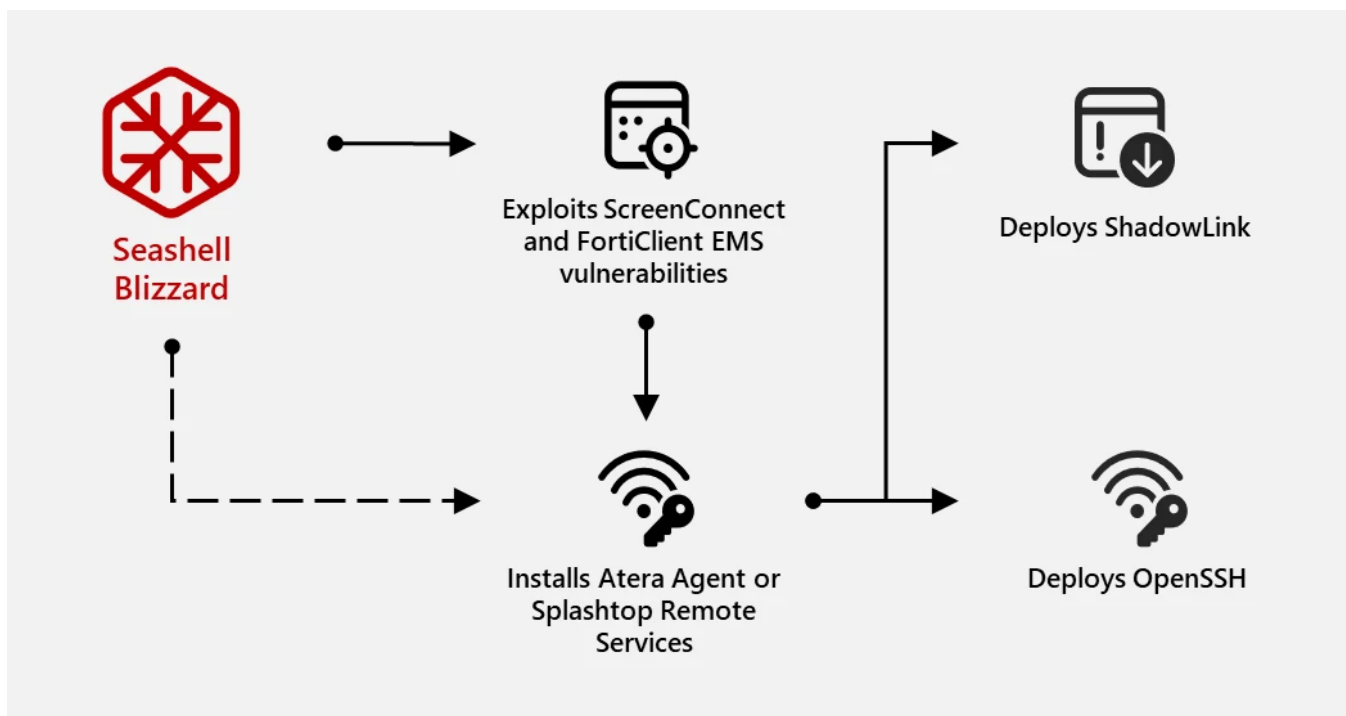 Seashell
Blizzard
Exploits ScreenConnect
and FortiClient EMS
vulnerabilities
Deploys ShadowLink
Installs Atera Agent or
Splashtop Remote
Services
Deploys OpenSSH